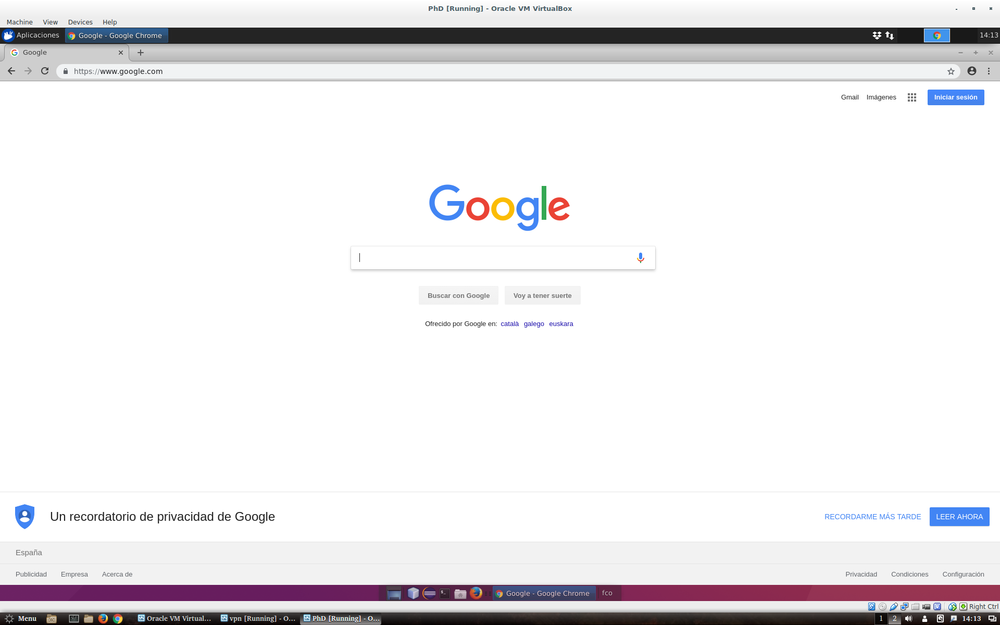 PhD [Running] - Oracle VM VirtualBox
Machine View Devices Help
Aplicaciones Google - Google Chrome 14:13
Google
https://www.google.com
Gmail Imágenes Iniciar sesión
Google
Buscar con Google Voy a tener suerte
Ofrecido por Google en: català galego euskara
Un recordatorio de privacidad de Google RECORDARME MÁS TARDE LEER AHORA
España
Publicidad Empresa Acerca de Privacidad Condiciones Configuración
Google - Google Chrome fco
Right Ctrl
Menu Oracle VM Virtual... vpn [Running] - O... PhD [Running] - O... 1 2 14:13